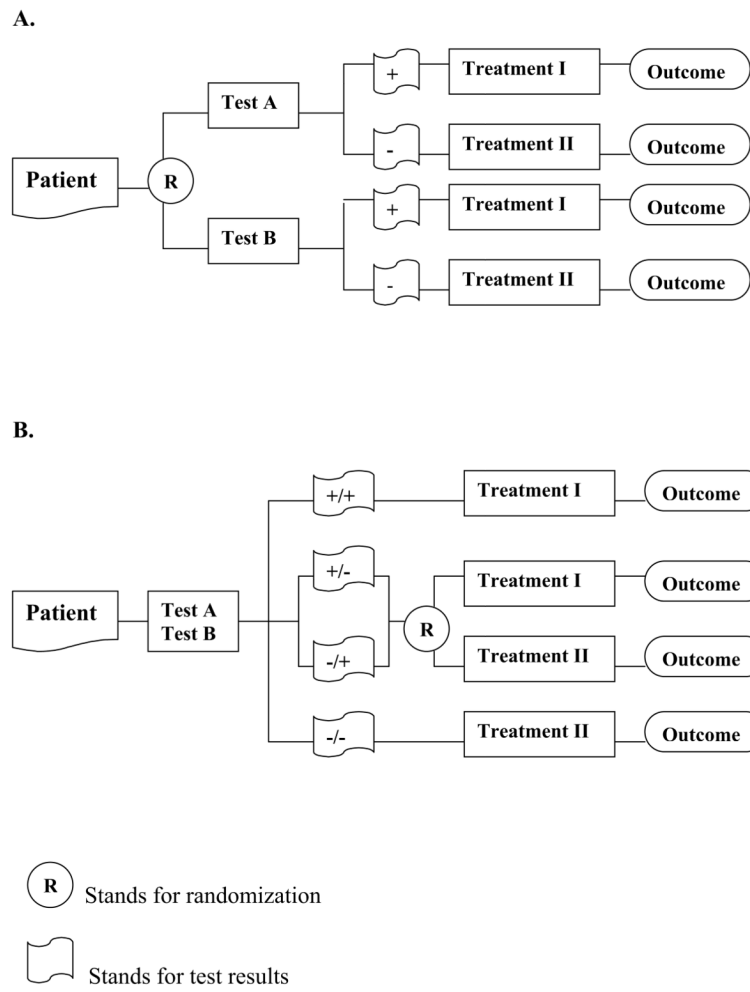 A.
+ Treatment I Outcome
Test A
- Treatment II Outcome
Patient R
+ Treatment I Outcome
Test B
- Treatment II Outcome
B.
+/+ Treatment I Outcome
+/- Treatment I Outcome
Patient Test A R
Test B
-/+ Treatment II Outcome
-/- Treatment II Outcome
R Stands for randomization
Stands for test results